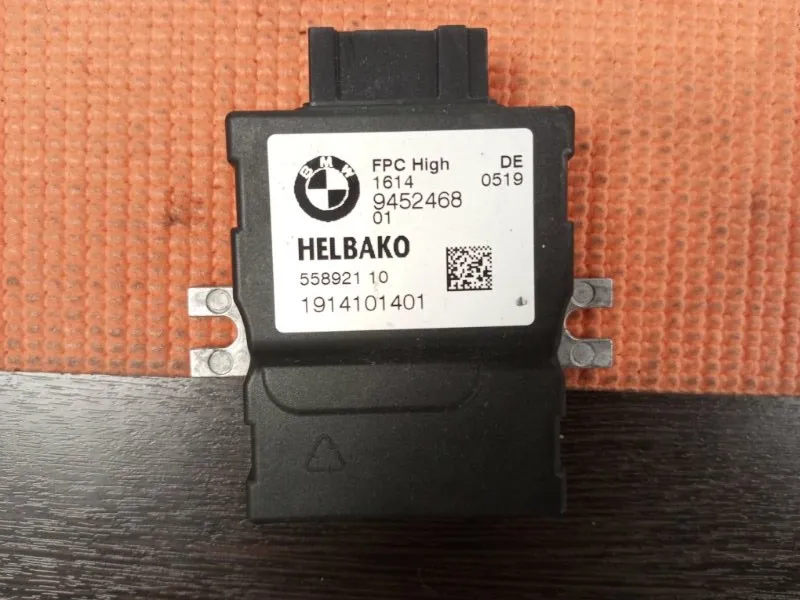 BMW
FPC High DE
1614 0519
9452468
01
HELBAKO
558921 10
1914101401